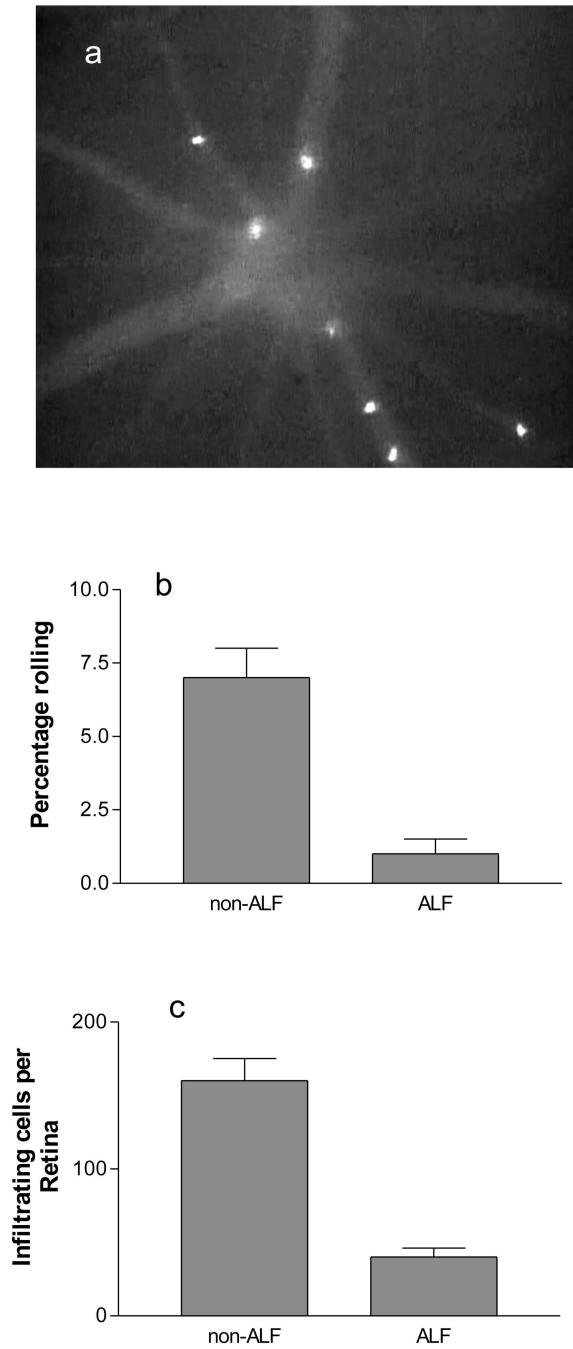 a
b
10.0
7.5
5.0
2.5
0.0
Percentage rolling
non-ALF ALF
c
200
100
0
Infiltrating cells per
Retina
non-ALF ALF